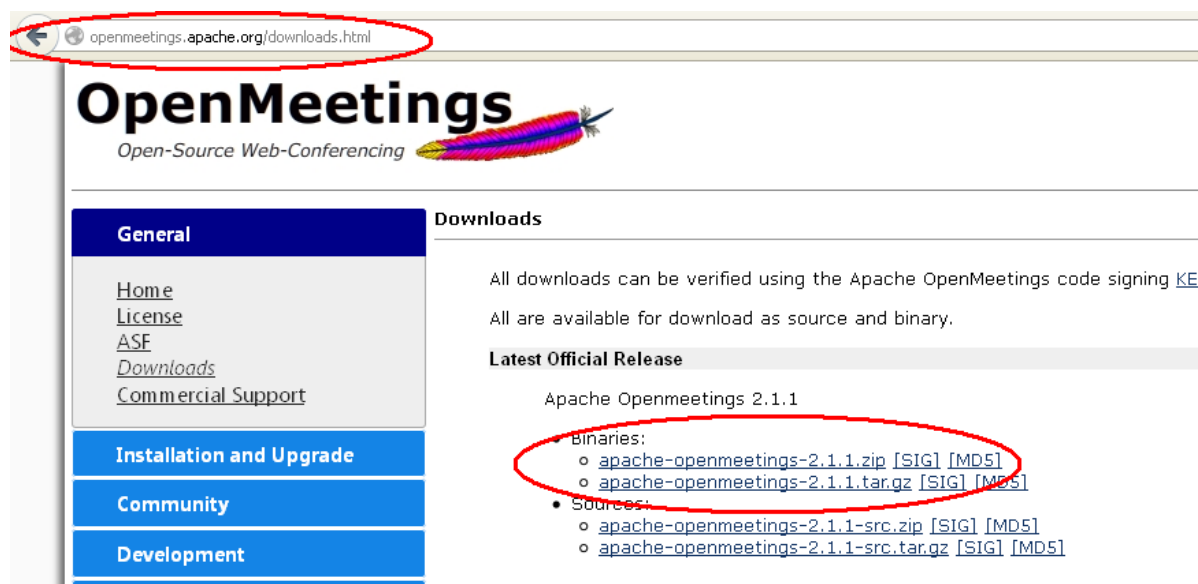 openmeetings.apache.org/downloads.html
OpenMeetings
Open-Source Web-Conferencing
General
Home
License
ASF
Downloads
Commercial Support
Installation and Upgrade
Community
Development
Downloads
All downloads can be verified using the Apache OpenMeetings code signing KE
All are available for download as source and binary.
Latest Official Release
Apache Openmeetings 2.1.1
• Binaries:
apache-openmeetings-2.1.1.zip [SIG] [MD5]
apache-openmeetings-2.1.1.tar.gz [SIG] [MD5]
• Sources:
apache-openmeetings-2.1.1-src.zip [SIG] [MD5]
apache-openmeetings-2.1.1-src.tar.gz [SIG] [MD5]